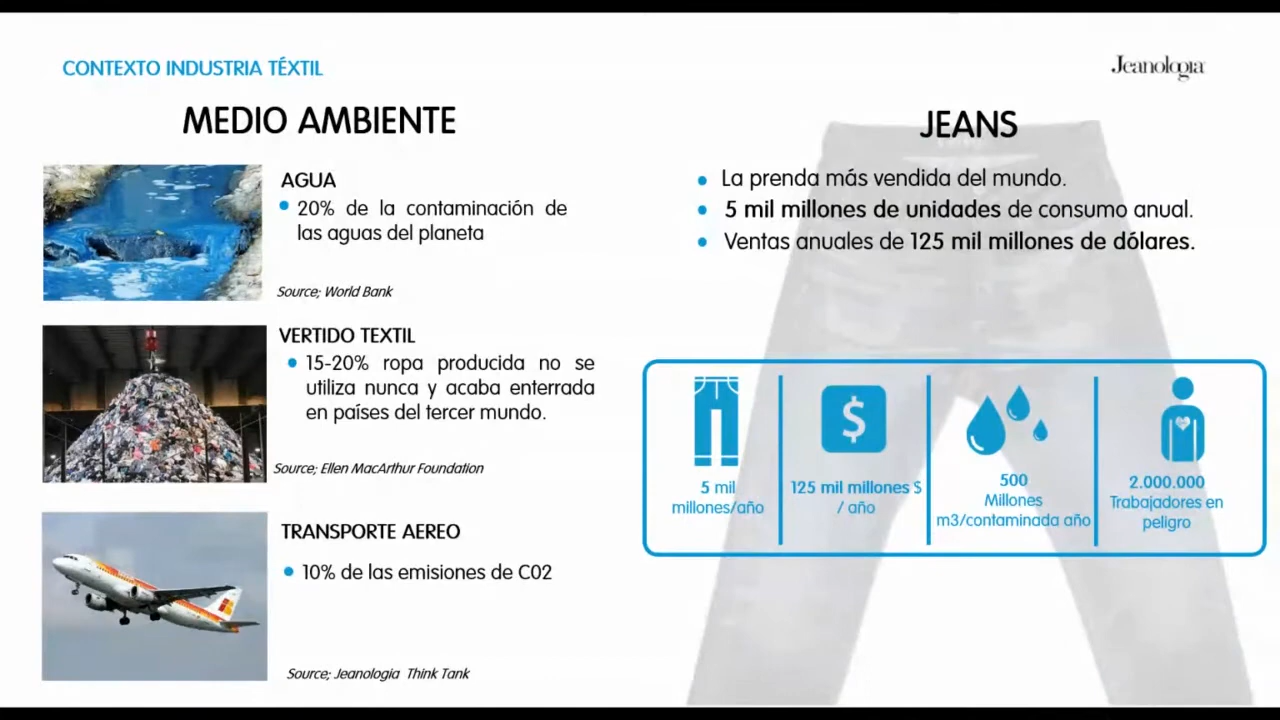 CONTEXTO INDUSTRIA TÉXTIL
Jeanologia
MEDIO AMBIENTE
AGUA
20% de la contaminación de
las aguas del planeta
Source; World Bank
VERTIDO TEXTIL
15-20% ropa producida no se
utiliza nunca y acaba enterrada
en países del tercer mundo.
Source; Ellen MacArthur Foundation
TRANSPORTE AEREO
10% de las emisiones de C02
Source; Jeanologia Think Tank
JEANS
La prenda más vendida del mundo.
5 mil millones de unidades de consumo anual.
Ventas anuales de 125 mil millones de dólares.
$
5 mil
millones/año
125 mil millones $
/ año
500
Millones
m3/contaminada año
2.000.000
Trabajadores en
peligro